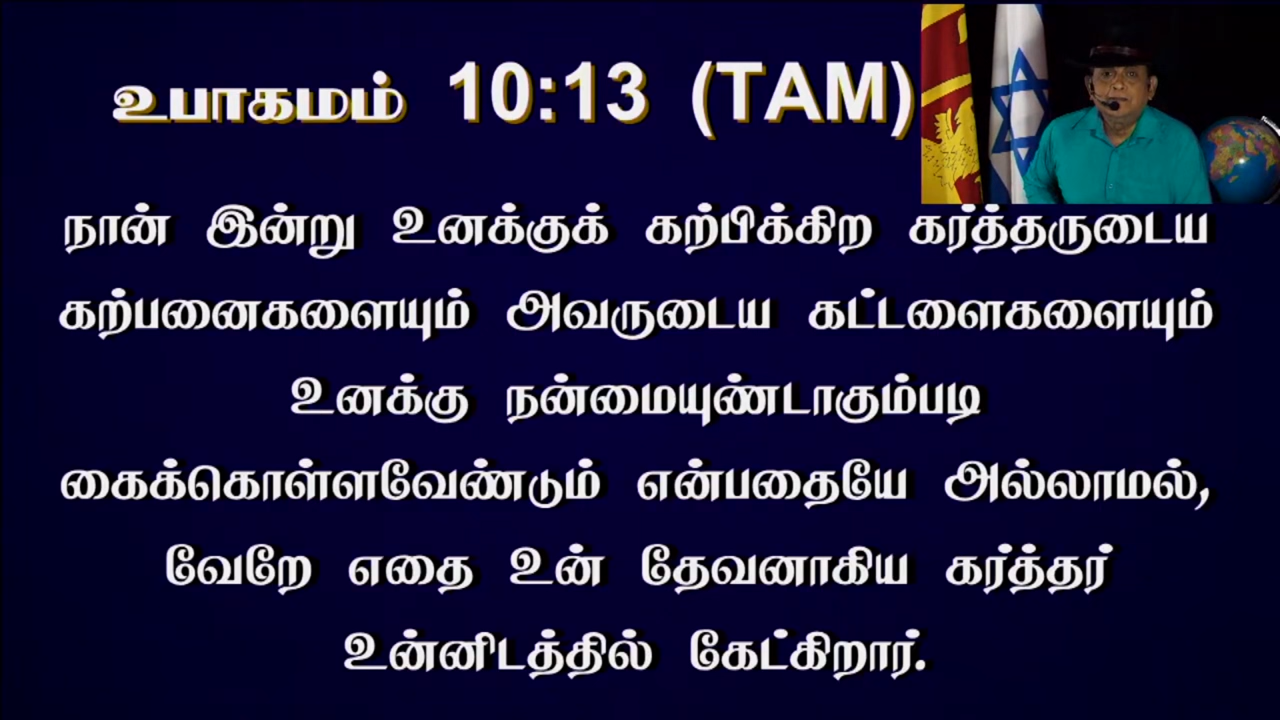 உபாகமம் 10:13 (TAM)
நான் இன்று உனக்குக் கற்பிக்கிற கர்த்தருடைய
கற்பனைகளையும் அவருடைய கட்டளைகளையும்
உனக்கு நன்மையுண்டாகும்படி
கைக்கொள்ளவேண்டும் என்பதையே அல்லாமல்,
வேறே எதை உன் தேவனாகிய கர்த்தர்
உன்னிடத்தில் கேட்கிறார்.